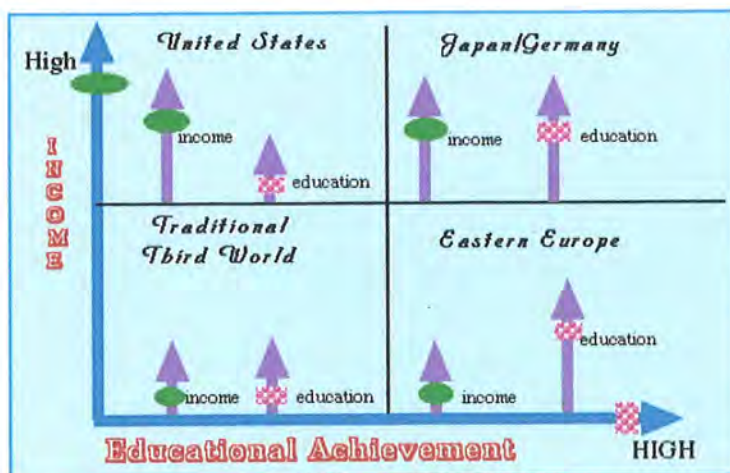 United States
Japan/Germany
High
income
education
income
education
INCOME
Traditional
Third World
Eastern Europe
income
education
income
education
Educational Achievement
HIGH